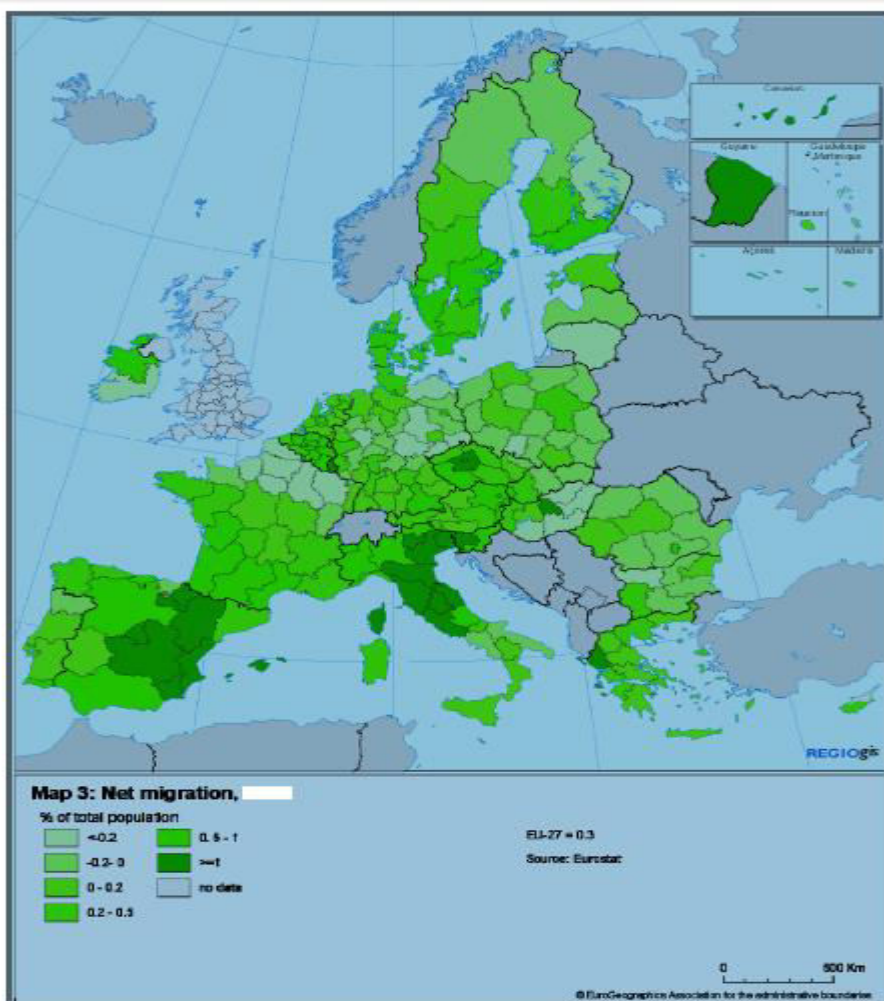 Canarias
Guyane
Guadeloupe
Martinique
Réunion
Açores
Madeira
REGIOgis
Map 3: Net migration,
% of total population
<-0.2
-0.2- 0
0 - 0.2
0.2 - 0.5
0.5 - 1
>=1
no data
EU-27 = 0.3
Source: Eurostat
0
500 Km
© EuroGeographics Association for the administrative boundaries